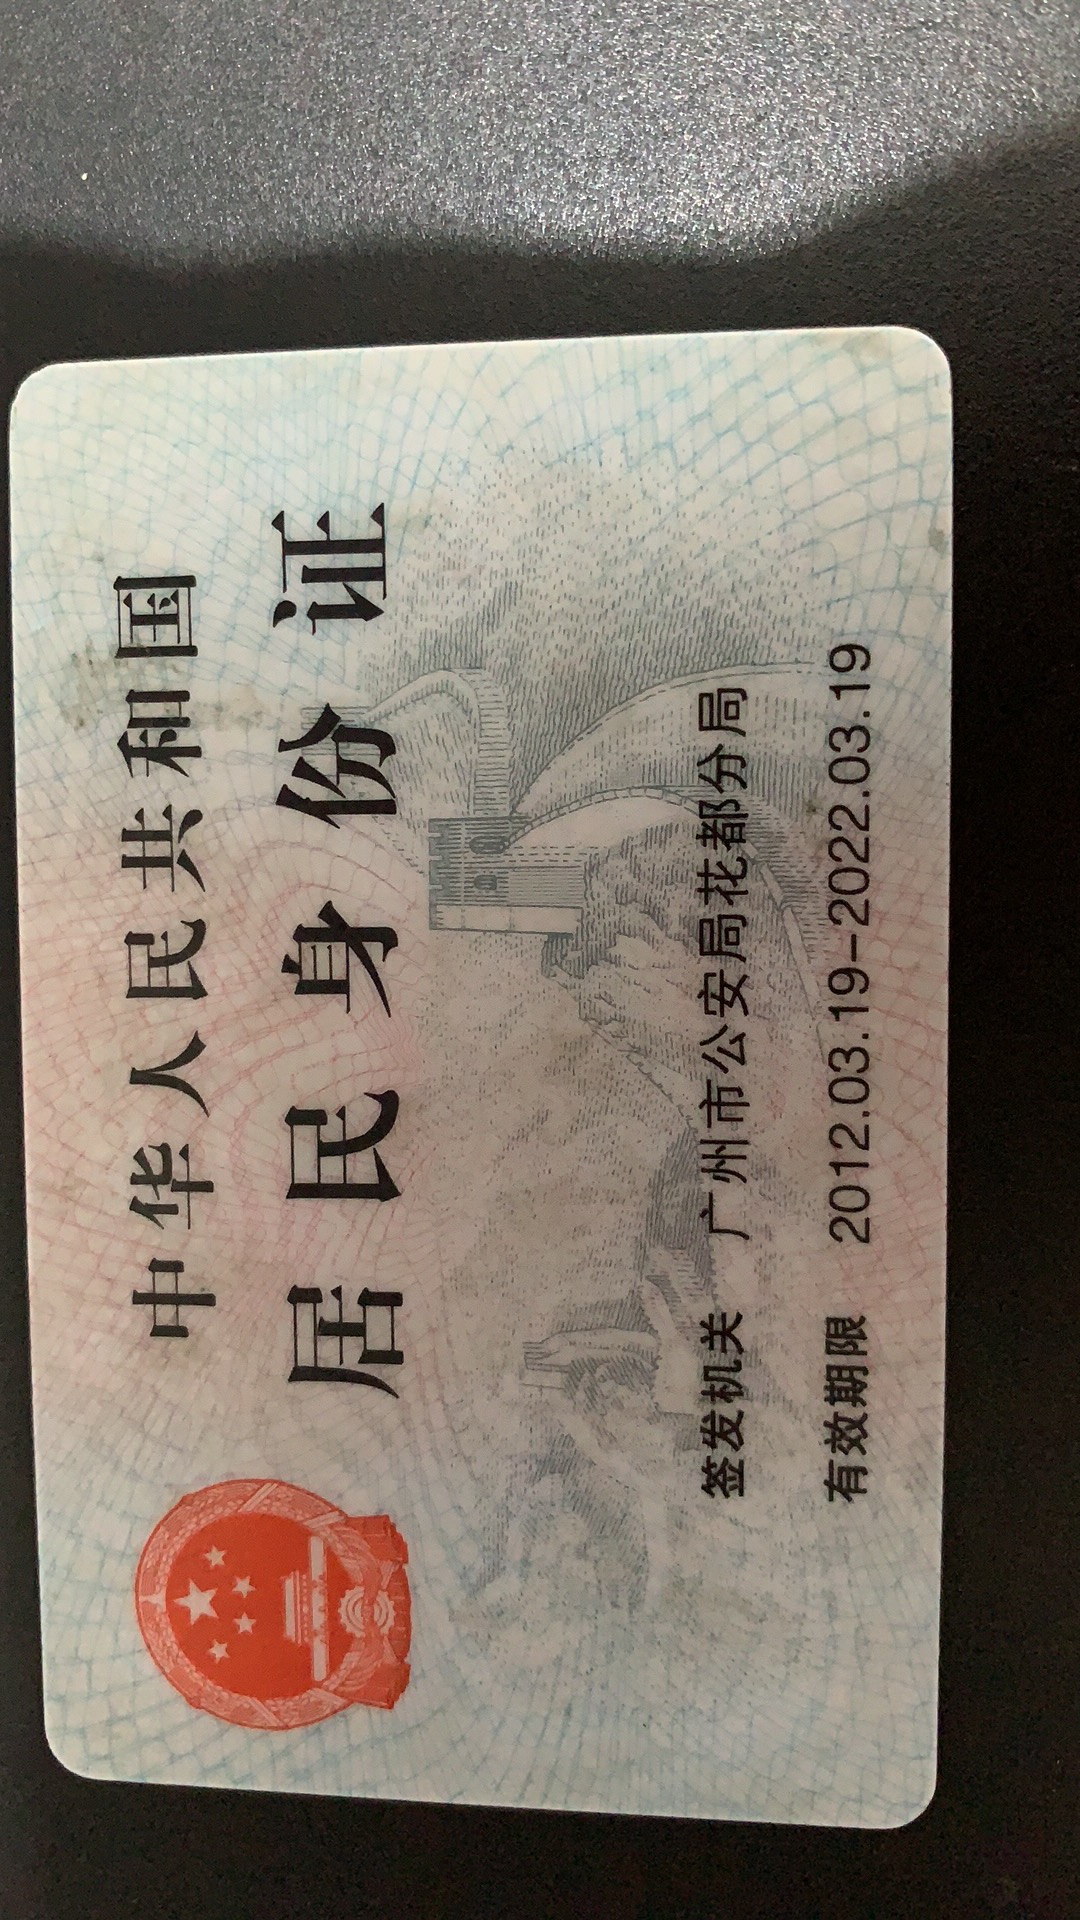 中华人民共和国
居民身份证
签发机关 广州市公安局花都分局
有效期限 2012.03.19-2022.03.19